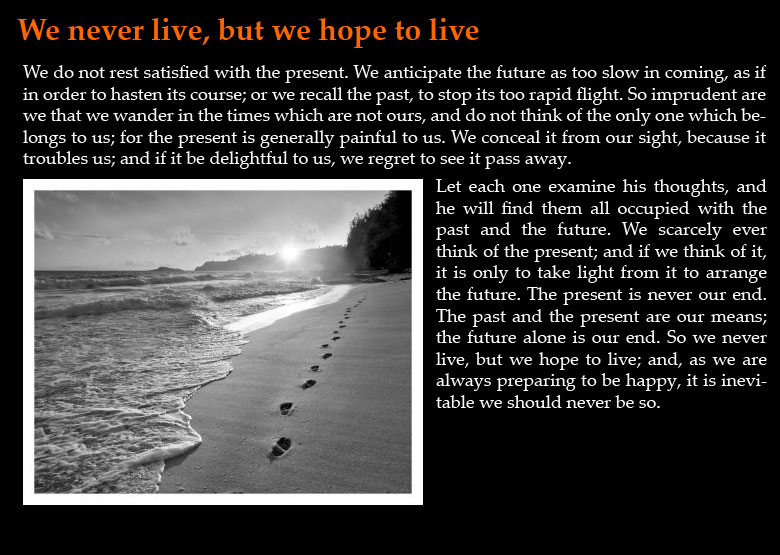 We never live, but we hope to live
We do not rest satisfied with the present. We anticipate the future as too slow in coming, as if
in order to hasten its course; or we recall the past, to stop its too rapid flight. So imprudent are
we that we wander in the times which are not ours, and do not think of the only one which be-
longs to us; for the present is generally painful to us. We conceal it from our sight, because it
troubles us; and if it be delightful to us, we regret to see it pass away.
Let each one examine his thoughts, and
he will find them all occupied with the
past and the future. We scarcely ever
think of the present; and if we think of it,
it is only to take light from it to arrange
the future. The present is never our end.
The past and the present are our means;
the future alone is our end. So we never
live, but we hope to live; and, as we are
always preparing to be happy, it is inevi-
table we should never be so.